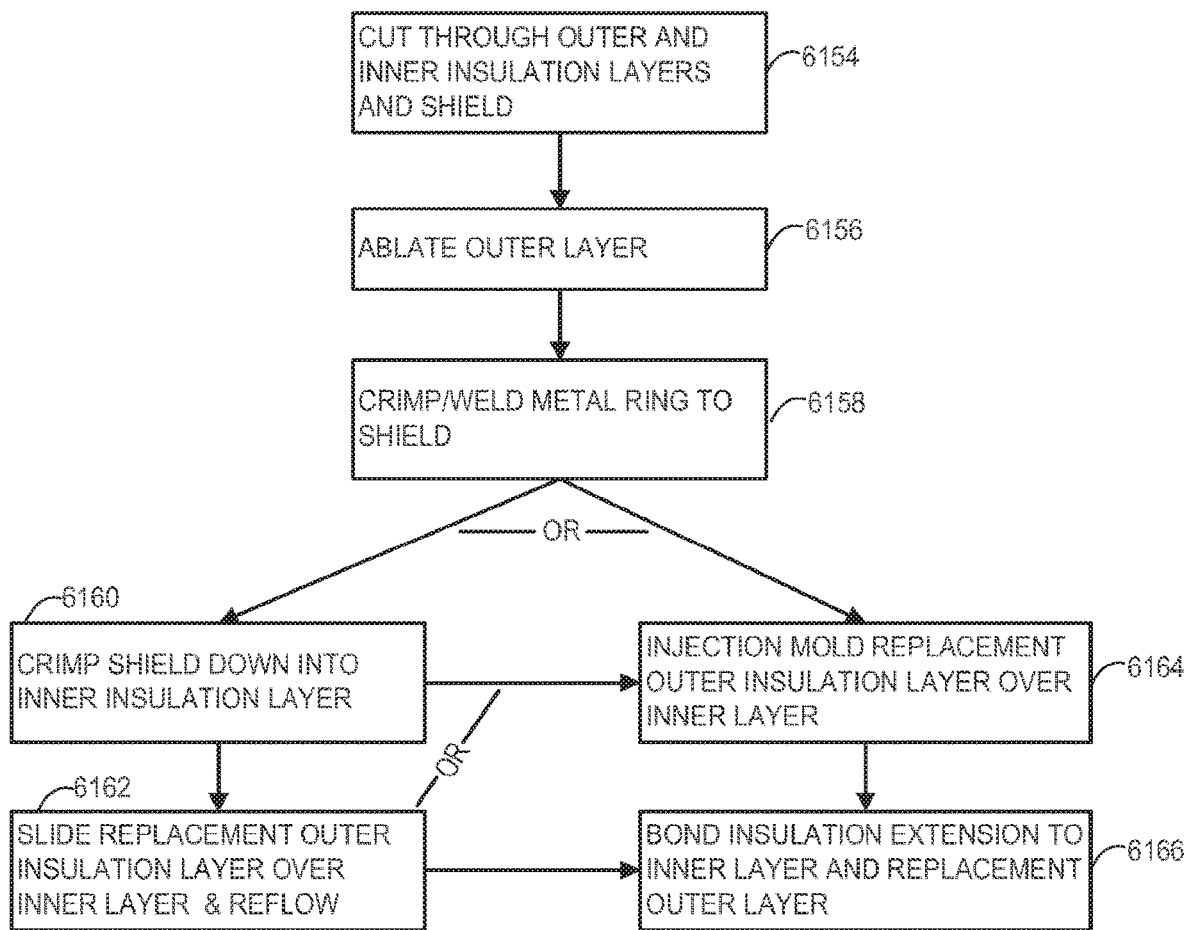 CUT THROUGH OUTER AND
INNER INSULATION LAYERS
AND SHIELD
6154
ABLATE OUTER LAYER
6156
CRIMP/WELD METAL RING TO
SHIELD
6158
OR
6160
CRIMP SHIELD DOWN INTO
INNER INSULATION LAYER
INJECTION MOLD REPLACEMENT
OUTER INSULATION LAYER OVER
INNER LAYER
6164
OR
6162
SLIDE REPLACEMENT OUTER
INSULATION LAYER OVER
INNER LAYER & REFLOW
BOND INSULATION EXTENSION TO
INNER LAYER AND REPLACEMENT
OUTER LAYER
6166